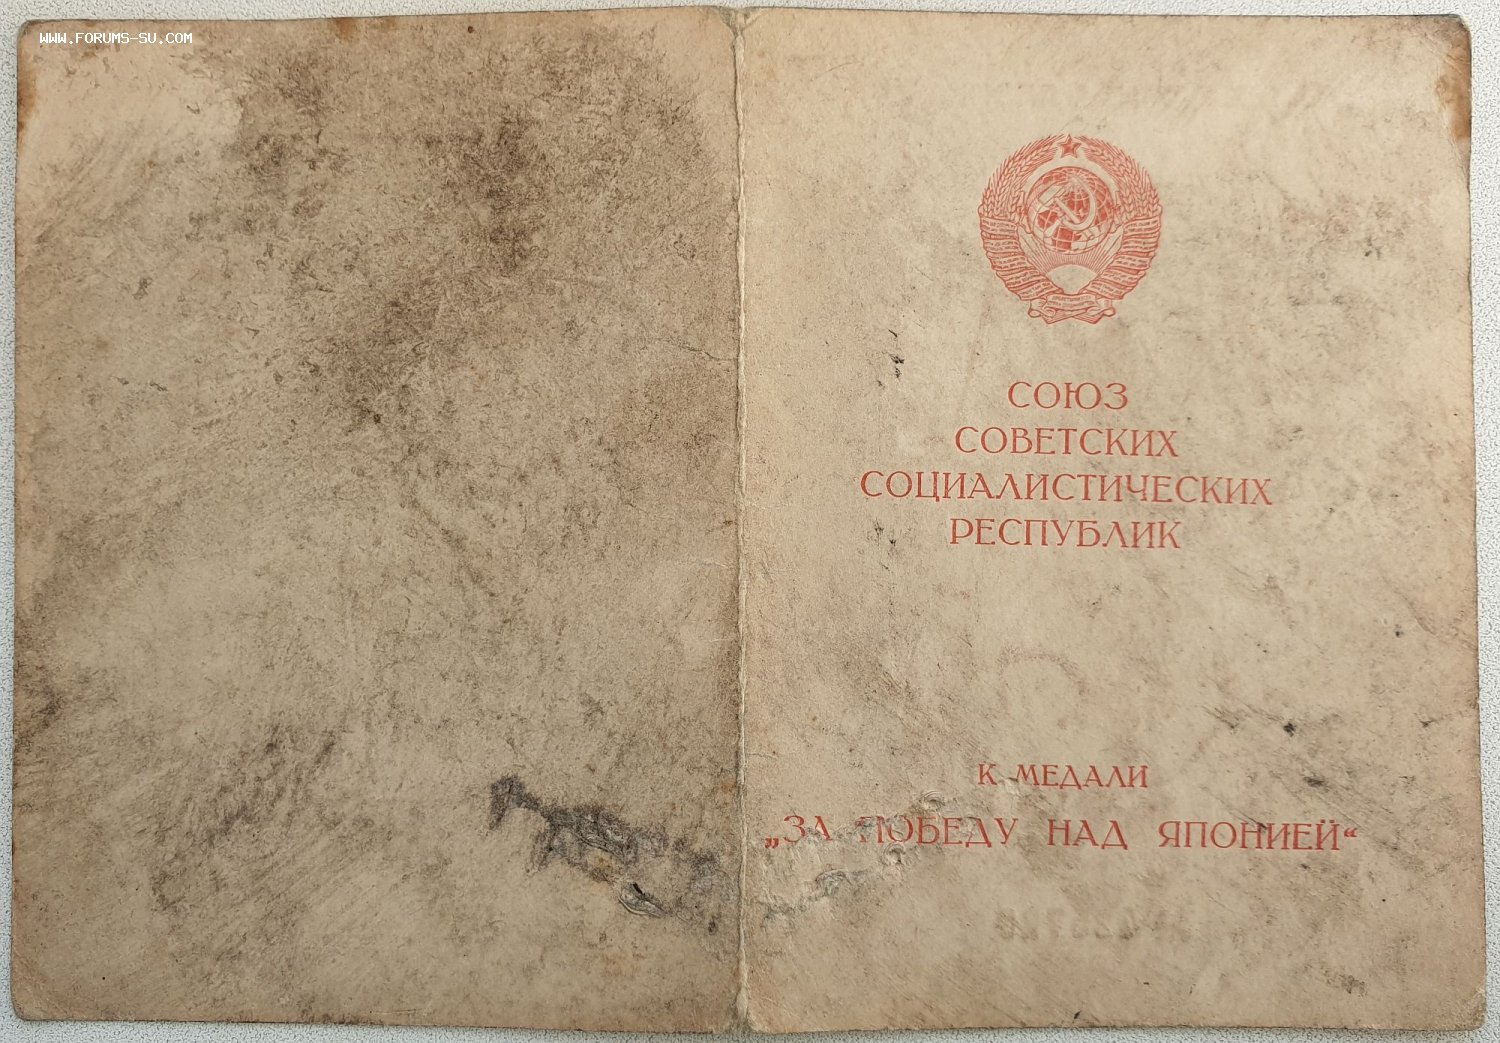 WWW.FORUMS-SU.COM
СОЮЗ
СОВЕТСКИХ
СОЦИАЛИСТИЧЕСКИХ
РЕСПУБЛИК
К МЕДАЛИ
„ЗА ПОБЕДУ НАД ЯПОНИЕЙ“